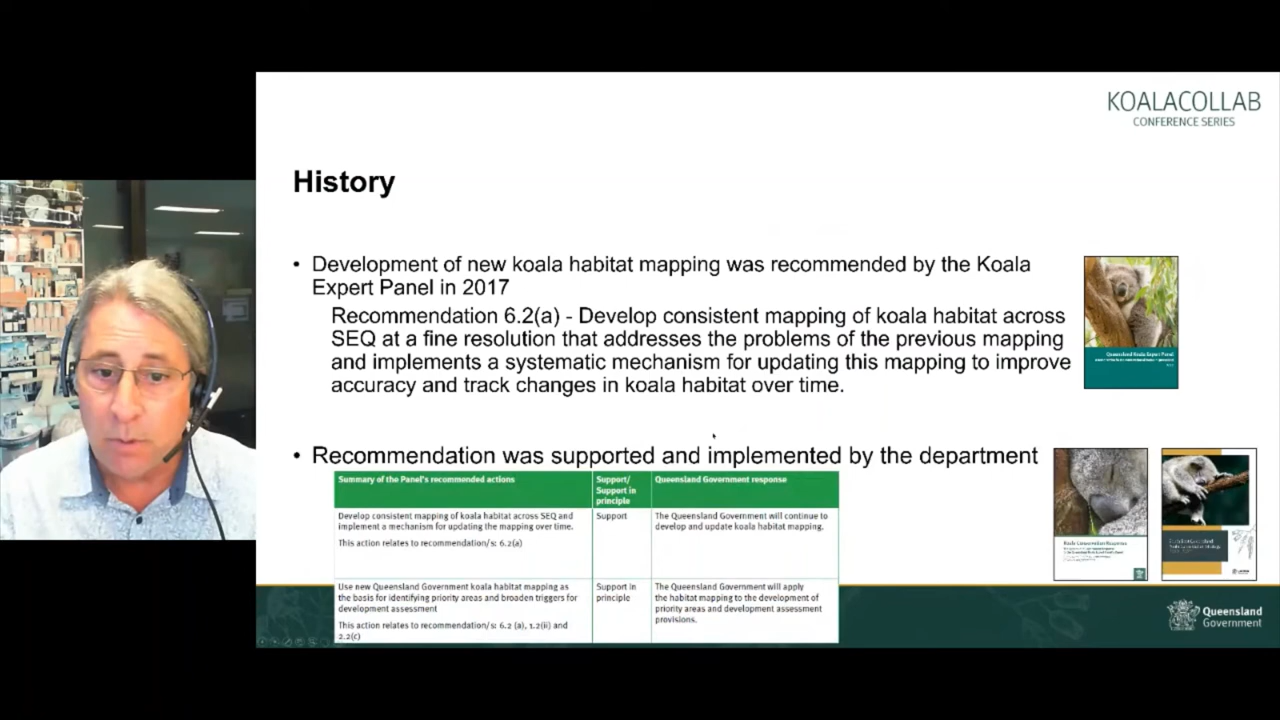 KOALACOLLAB
CONFERENCE SERIES
History
• Development of new koala habitat mapping was recommended by the Koala
Expert Panel in 2017
Recommendation 6.2(a) - Develop consistent mapping of koala habitat across
SEQ at a fine resolution that addresses the problems of the previous mapping
and implements a systematic mechanism for updating this mapping to improve
accuracy and track changes in koala habitat over time.
Queensland Koala Expert Panel
• Recommendation was supported and implemented by the department
Summary of the Panel's recommended actions
Support/
Support in
principle
Queensland Government response
Develop consistent mapping of koala habitat across SEQ and
implement a mechanism for updating the mapping over time.
This action relates to recommendation/s: 6.2(a)
Support
The Queensland Government will continue to
develop and update koala habitat mapping.
Use new Queensland Government koala habitat mapping as
the basis for identifying priority areas and broaden triggers for
development assessment
This action relates to recommendation/s: 6.2 (a), 1.2(ii) and
2.2(c)
Support in
principle
The Queensland Government will apply
the habitat mapping to the development of
priority areas and development assessment
provisions.
Queensland
Government